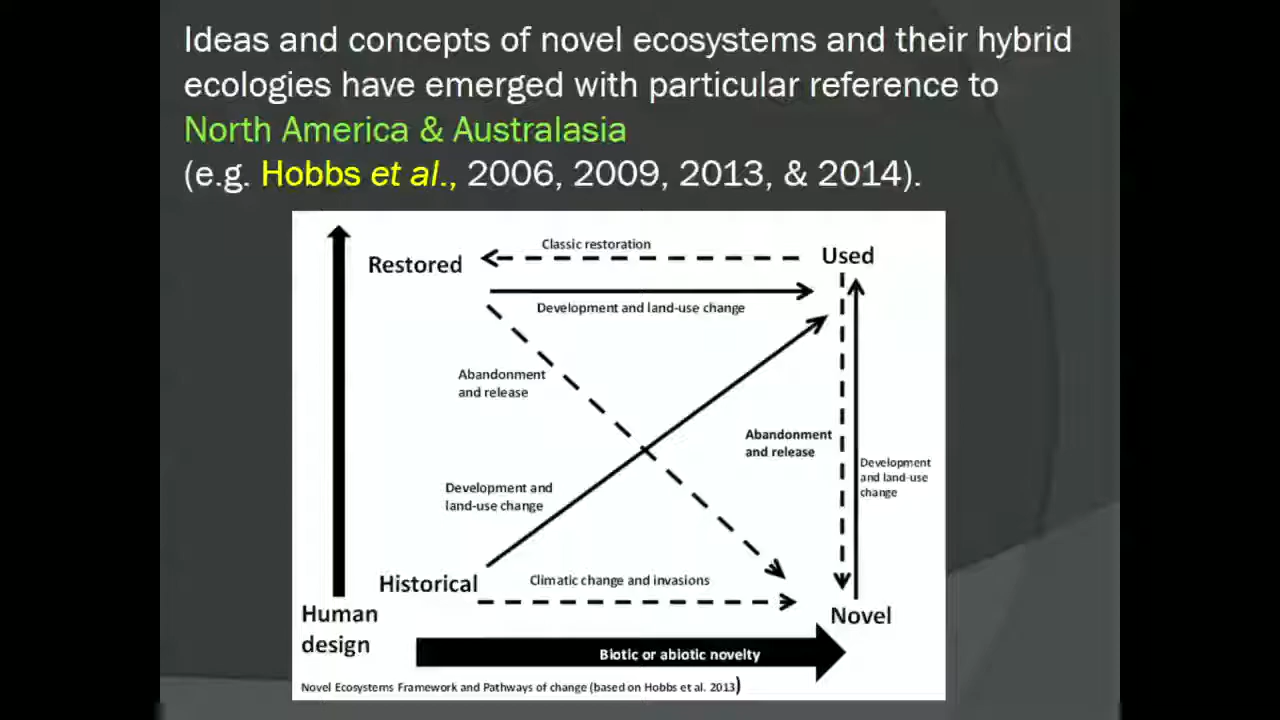 Ideas and concepts of novel ecosystems and their hybrid
ecologies have emerged with particular reference to
North America & Australasia
(e.g. Hobbs et al., 2006, 2009, 2013, & 2014).
Classic restoration
Restored
Used
Development and land-use change
Abandonment
and release
Abandonment
and release
Development
and land-use
change
Development and
land-use change
Historical
Climatic change and invasions
Human
design
Novel
Biotic or abiotic novelty
Novel Ecosystems Framework and Pathways of change (based on Hobbs et al. 2013)